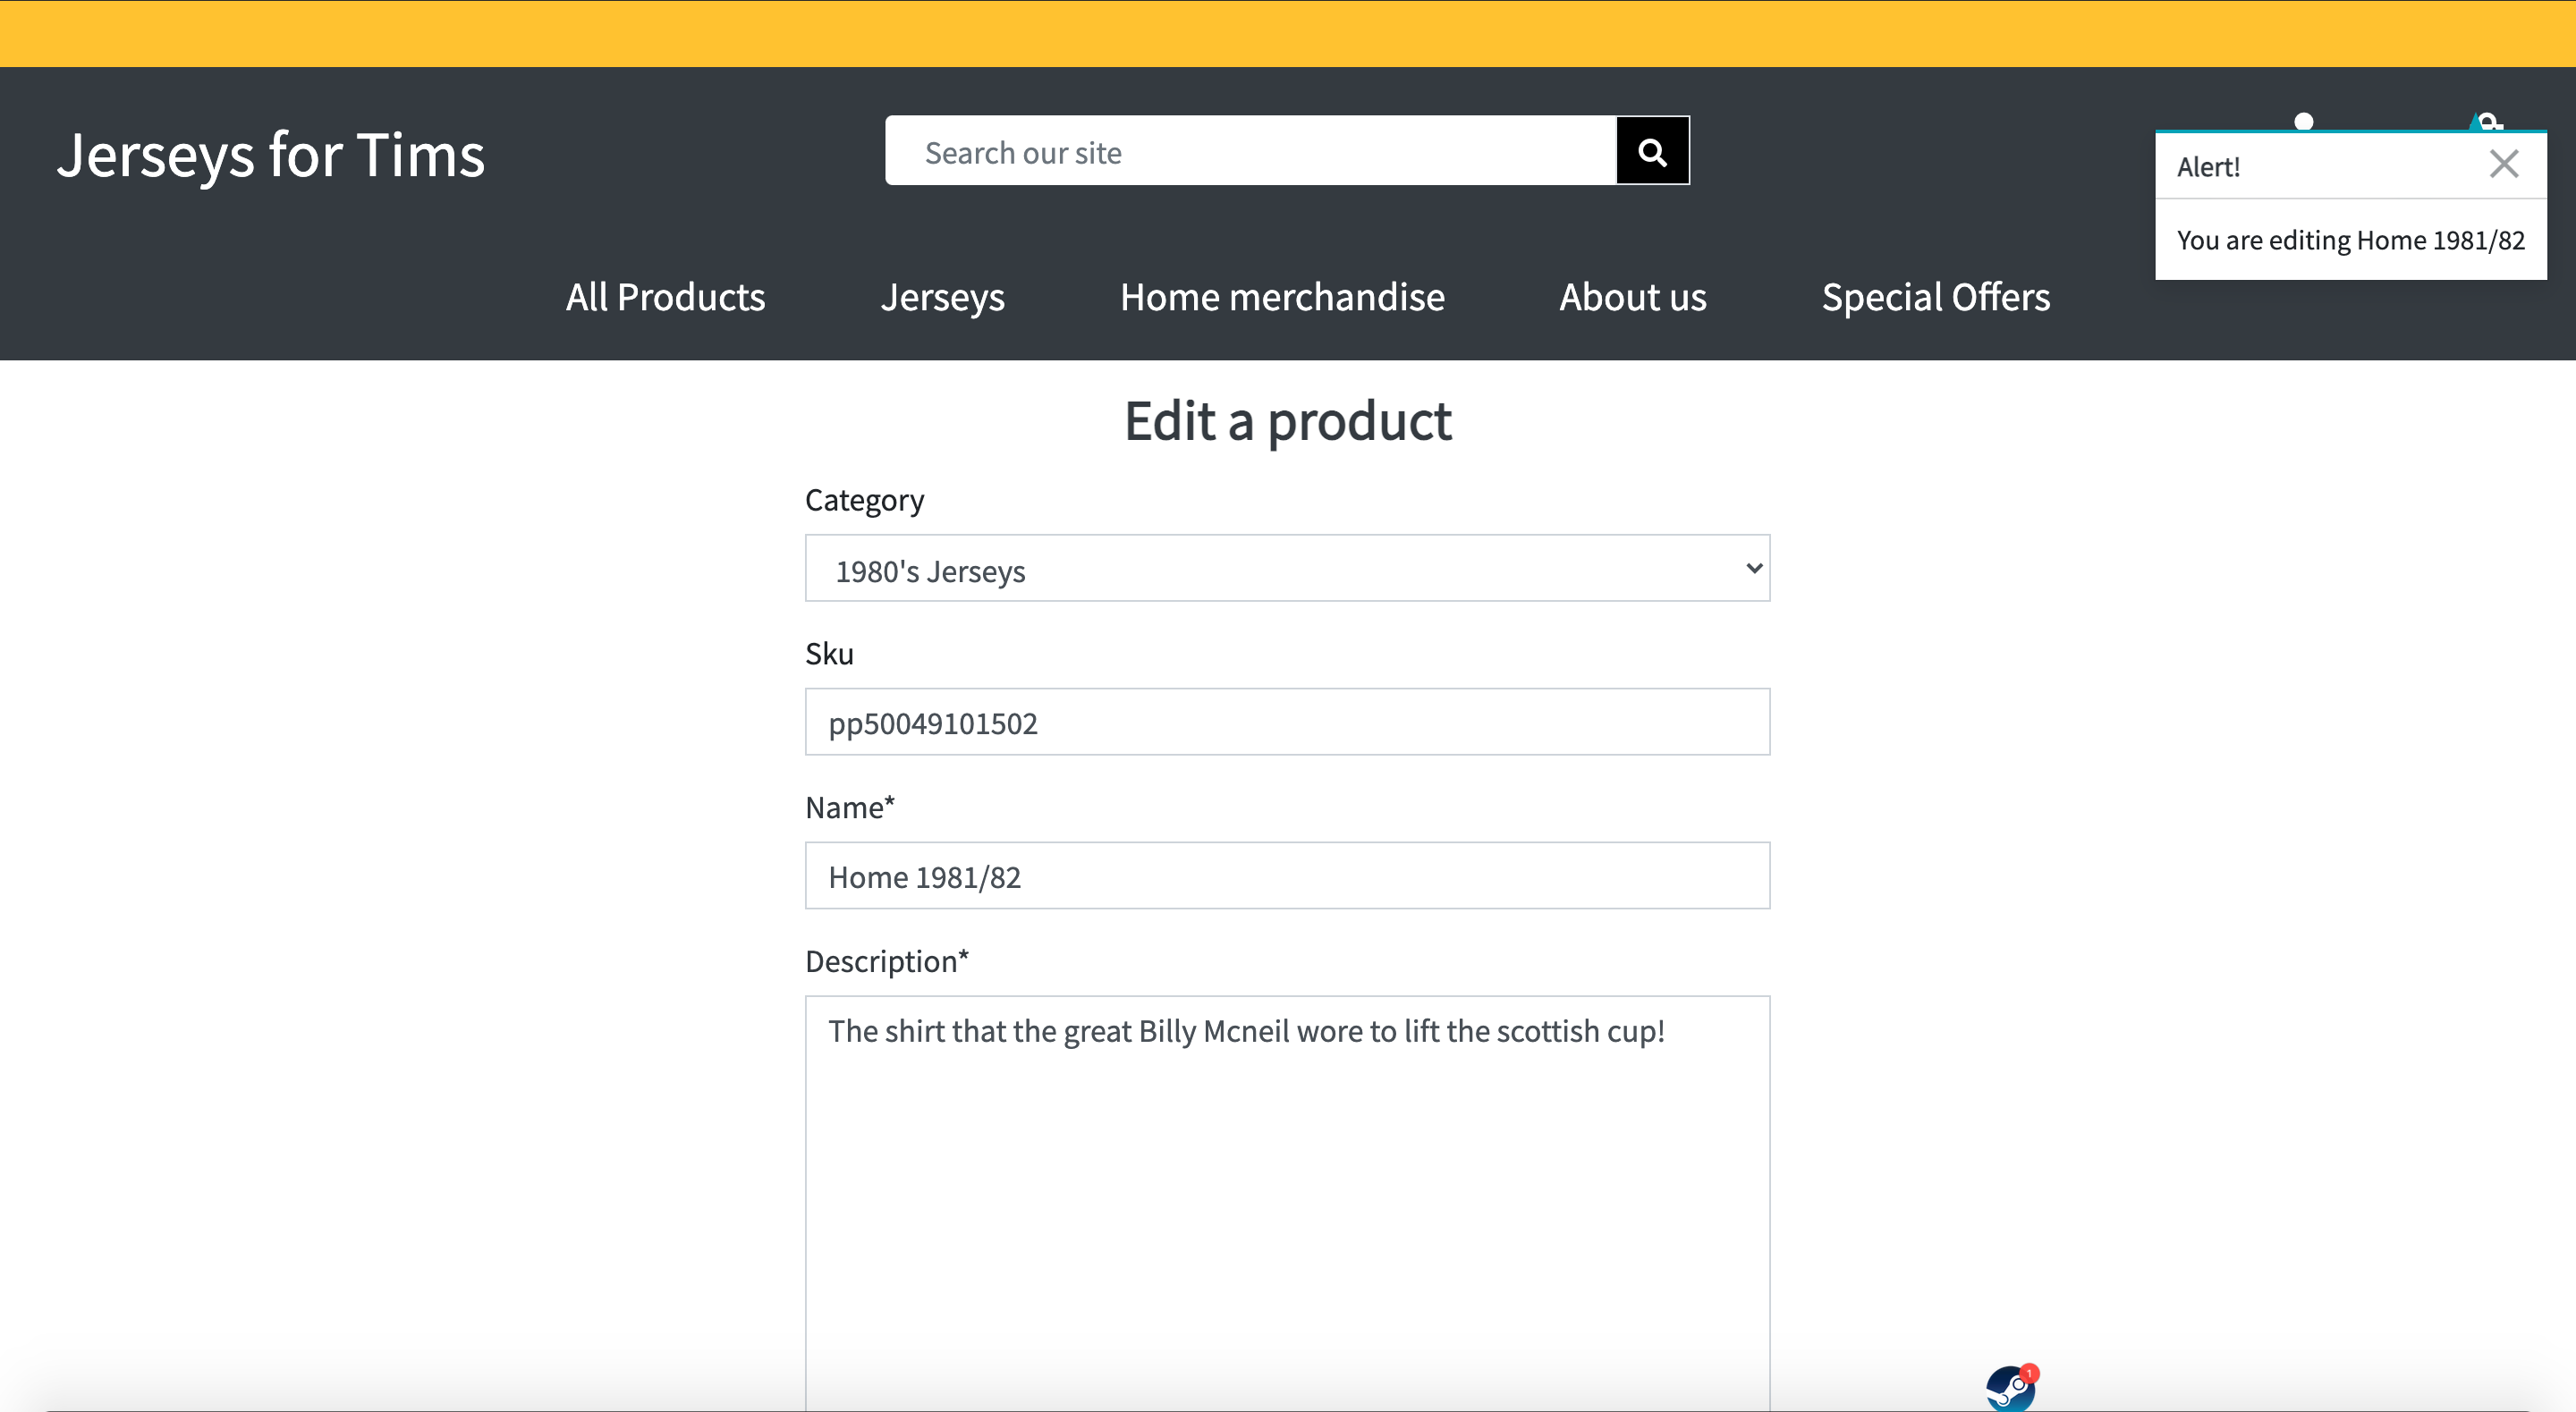 Jerseys for Tims
Search our site
Alert!
You are editing Home 1981/82
All Products
Jerseys
Home merchandise
About us
Special Offers
Edit a product
Category
1980's Jerseys
Sku
pp50049101502
Name*
Home 1981/82
Description*
The shirt that the great Billy Mcneil wore to lift the scottish cup!
1